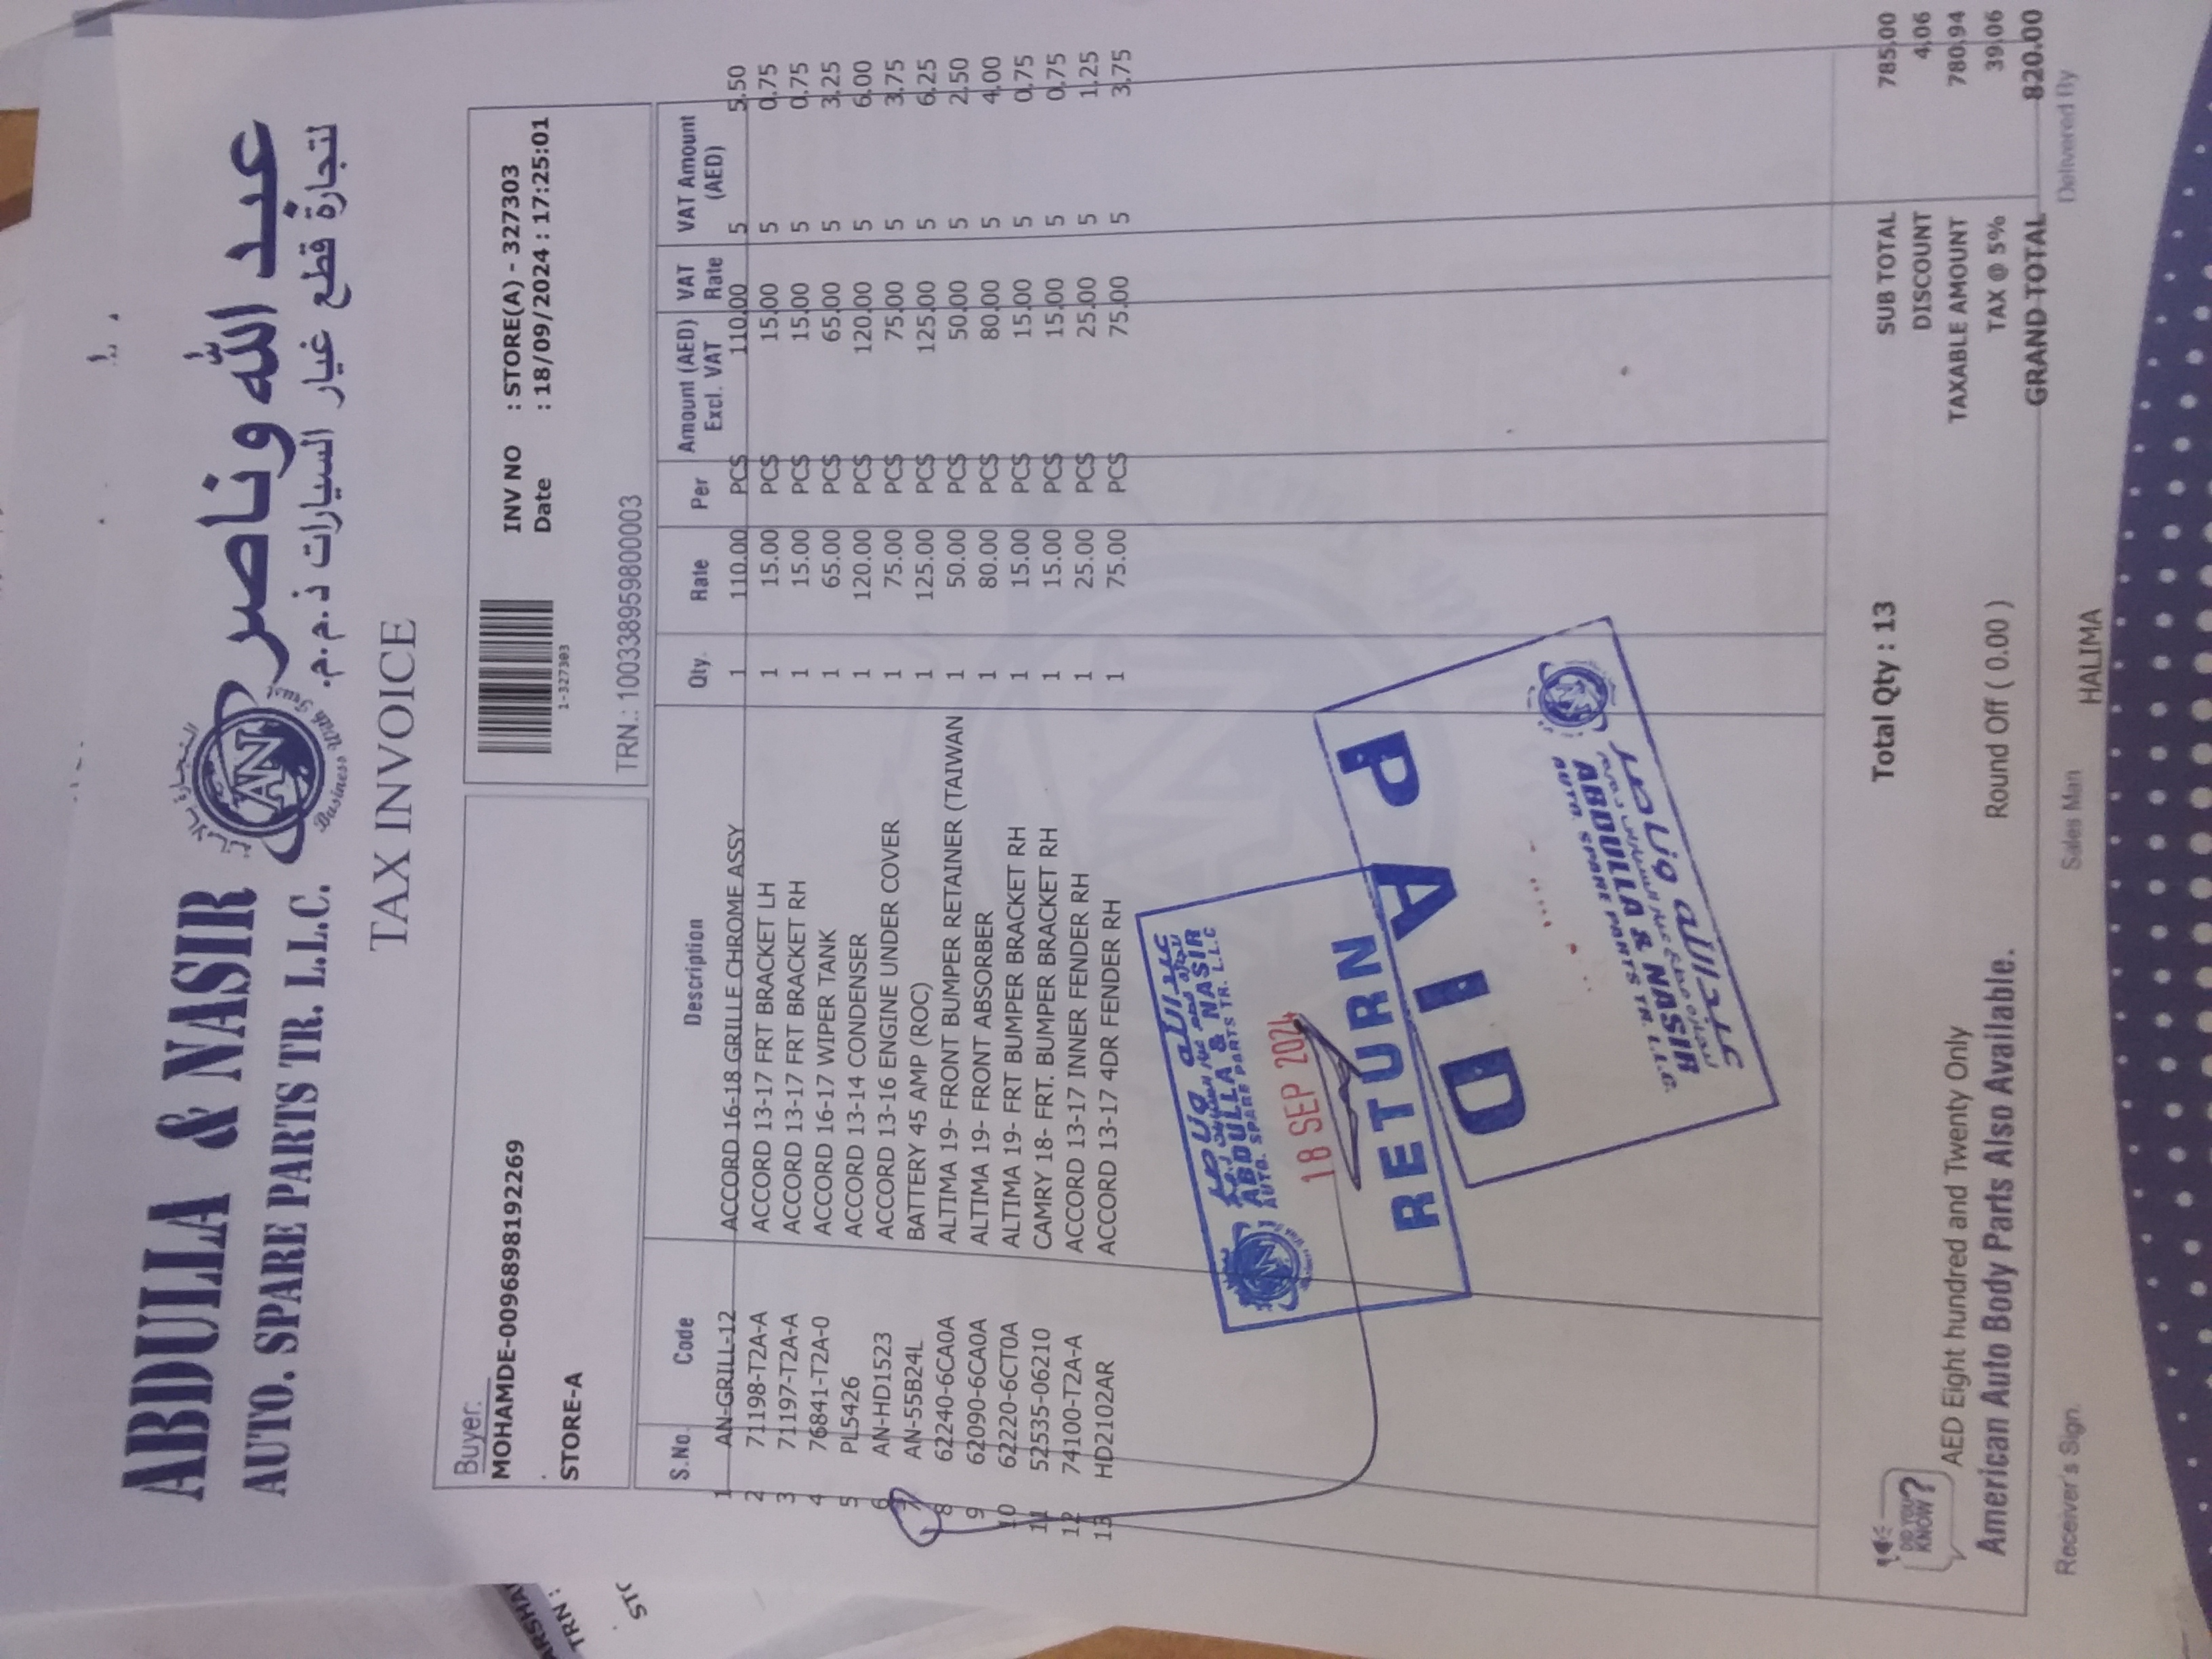 ABDULLA & NASIR
عبد الله وناصر
AUTO. SPARE PARTS TR. L.L.C.
لتجارة قطع غيار السيارات ذ.م.م.
AN
TAX INVOICE
Buyer:
MOHAMDE-0096898192269
STORE-A
1-327303
INV NO : STORE(A) - 327303
Date : 18/09/2024 : 17:25:01
TRN.: 100338959800003
S.No. Code Description Qty. Rate Per Amount (AED) Excl. VAT VAT Rate VAT Amount (AED)
1 AN-GRILL-12 ACCORD 16-18 GRILLE CHROME ASSY 1 110.00 PCS 110.00 5 5.50
2 71198-T2A-A ACCORD 13-17 FRT BRACKET LH 1 15.00 PCS 15.00 5 0.75
3 71197-T2A-A ACCORD 13-17 FRT BRACKET RH 1 15.00 PCS 15.00 5 0.75
4 76841-T2A-0 ACCORD 16-17 WIPER TANK 1 65.00 PCS 65.00 5 3.25
5 PL5426 ACCORD 13-14 CONDENSER 1 120.00 PCS 120.00 5 6.00
6 AN-HD1523 ACCORD 13-16 ENGINE UNDER COVER 1 75.00 PCS 75.00 5 3.75
7 AN-55B24L BATTERY 45 AMP (ROC) 1 125.00 PCS 125.00 5 6.25
8 62240-6CA0A ALTIMA 19- FRONT BUMPER RETAINER (TAIWAN 1 50.00 PCS 50.00 5 2.50
9 62090-6CA0A ALTIMA 19- FRONT ABSORBER 1 80.00 PCS 80.00 5 4.00
10 62220-6CT0A ALTIMA 19- FRT BUMPER BRACKET RH 1 15.00 PCS 15.00 5 0.75
11 52535-06210 CAMRY 18- FRT. BUMPER BRACKET RH 1 15.00 PCS 15.00 5 0.75
12 74100-T2A-A ACCORD 13-17 INNER FENDER RH 1 25.00 PCS 25.00 5 1.25
13 HD2102AR ACCORD 13-17 4DR FENDER RH 1 75.00 PCS 75.00 5 3.75
ABDULLA & NASIR
AUTO. SPARE PARTS TR. L.L.C
18 SEP 2024
RETURN
PAID
ABDULLA & NASIR
AUTO SPARE PARTS TR. L.L.C.
Total Qty : 13
SUB TOTAL 785.00
DISCOUNT 4.06
TAXABLE AMOUNT 780.94
TAX @ 5% 39.06
GRAND TOTAL 820.00
DID YOU KNOW?
AED Eight hundred and Twenty Only
Round Off ( 0.00 )
American Auto Body Parts Also Available.
Receiver's Sign.
Sales Man
HALIMA
Delivered By
TRN :